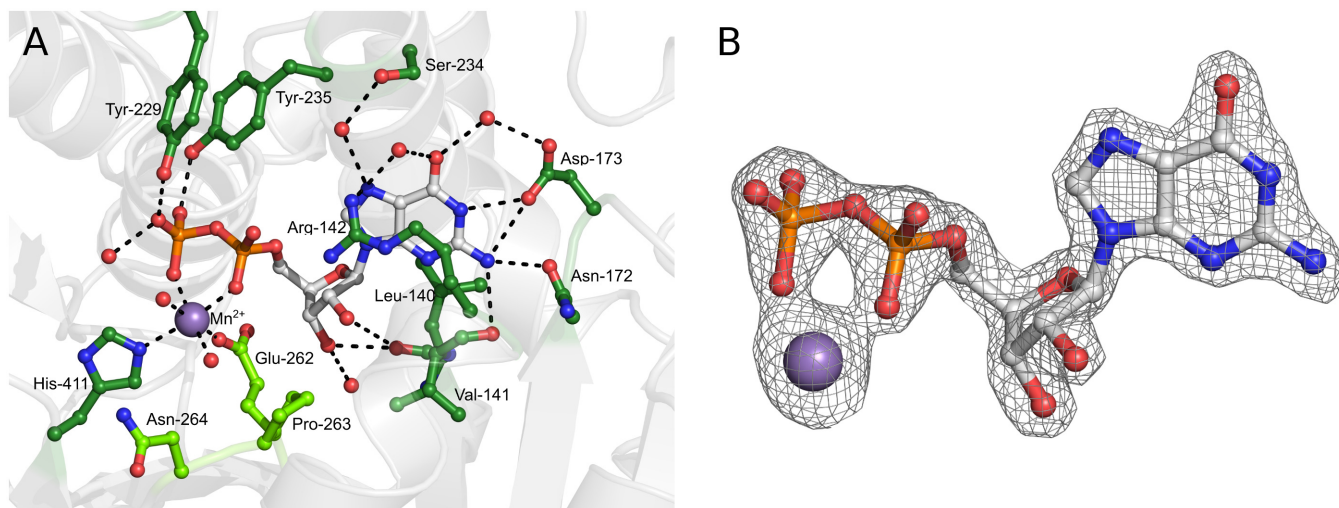 A
B
Ser-234
Tyr-229
Tyr-235
Asp-173
Arg-142
Asn-172
Leu-140
Mn²⁺
Glu-262
His-411
Val-141
Asn-264
Pro-263